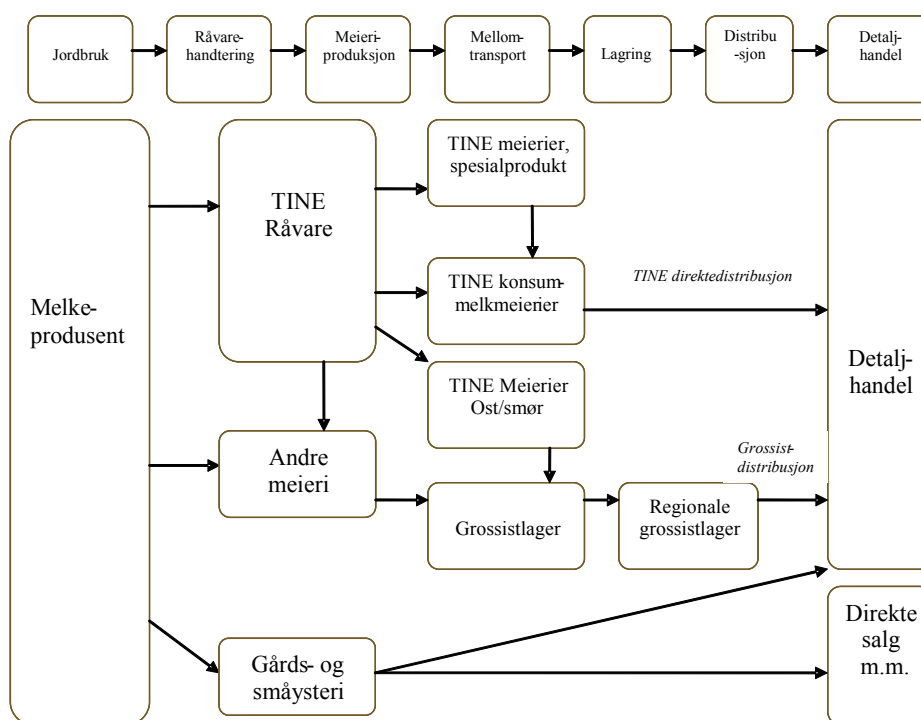 Jordbruk
Råvare-
handtering
Meieri-
produksjon
Mellom-
transport
Lagring
Distribu
-sjon
Detalj-
handel
Melke-
produsent
TINE
Råvare
TINE meierier,
spesialprodukt
TINE konsum-
melkmeierier
TINE direktedistribusjon
TINE Meierier
Ost/smør
Andre
meieri
Grossistlager
Regionale
grossistlager
Grossist-
distribusjon
Detalj-
handel
Gårds- og
småysteri
Direkte
salg
m.m.